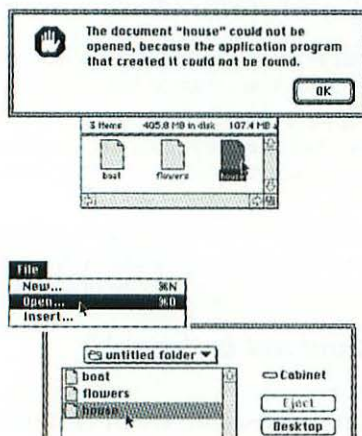 The document "house" could not be
opened, because the application program
that created it could not be found.
OK
3 items 405.8 MB in disk 107.4 MB a
boat flowers house
File
New... ⌘N
Open... ⌘O
Insert...
untitled folder
boat
flowers
house
Cabinet
Eject
Desktop